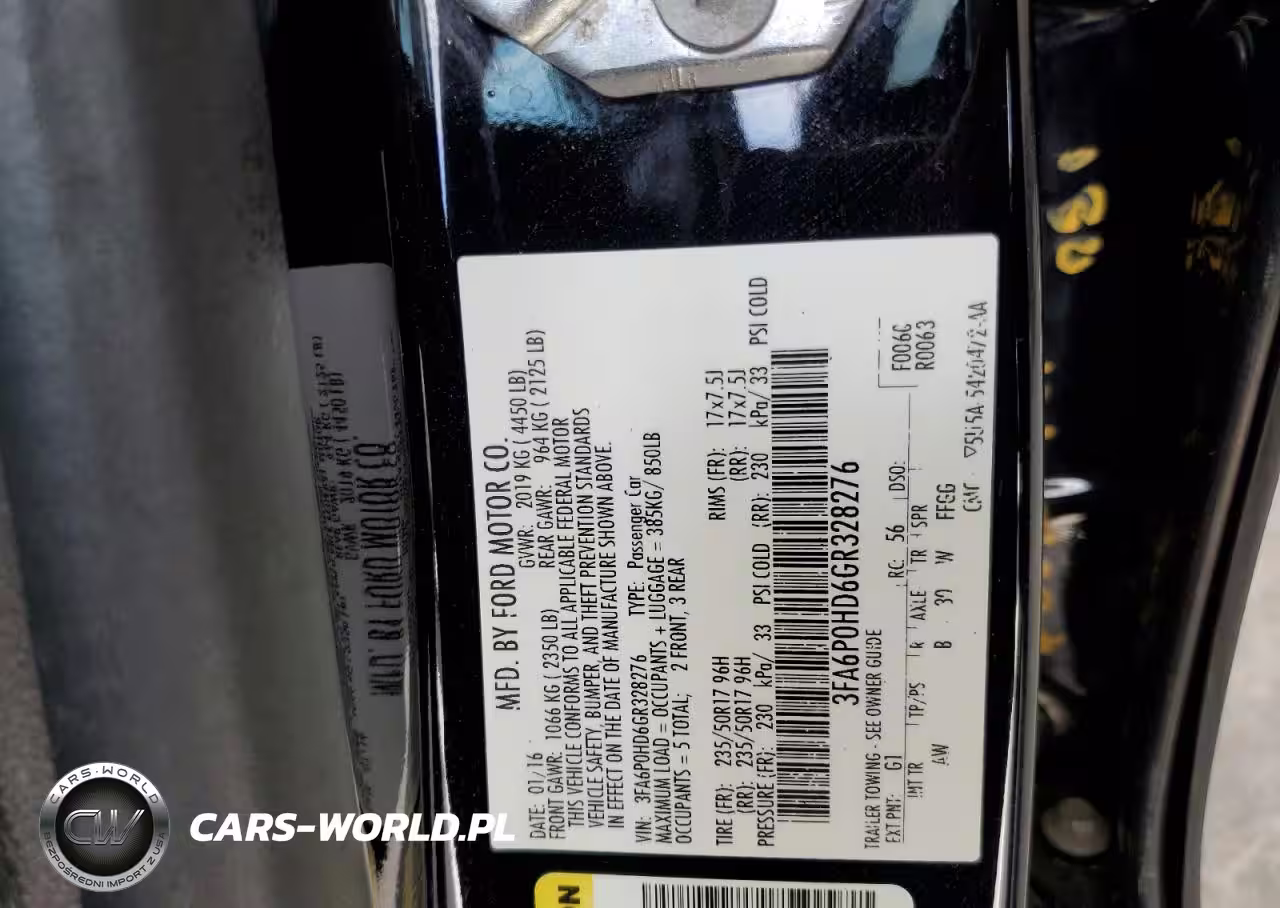 MFD. BY FORD MOTOR CO.
DATE: 01/16 GVWR: 2019 KG ( 4450 LB)
FRONT GAWR: 1066 KG ( 2350 LB) REAR GAWR: 964 KG ( 2125 LB)
THIS VEHICLE CONFORMS TO ALL APPLICABLE FEDERAL MOTOR
VEHICLE SAFETY, BUMPER, AND THEFT PREVENTION STANDARDS
IN EFFECT ON THE DATE OF MANUFACTURE SHOWN ABOVE.
VIN: 3FA6P0HD6GR328276 TYPE: Passenger Car
MAXIMUM LOAD = OCCUPANTS + LUGGAGE = 385KG/ 850LB
OCCUPANTS = 5 TOTAL; 2 FRONT, 3 REAR
TIRE (FR): 235/50R17 96H RIMS (FR): 17x7.5J
(RR): 235/50R17 96H (RR): 17x7.5J
PRESSURE (FR): 230 kPa/ 33 PSI COLD (RR): 230 kPa/ 33 PSI COLD
3FA6P0HD6GR328276
TRAILER TOWING - SEE OWNER GUIDE
F006C
EXT PNT: G1 RC: 56 DSO: R0063
INT TR TP/PS R AXLE TR SPR
AW B 39 W FFGG
CARS-WORLD
CW
BEZPOŚREDNI IMPORT Z USA
CARS-WORLD.PL